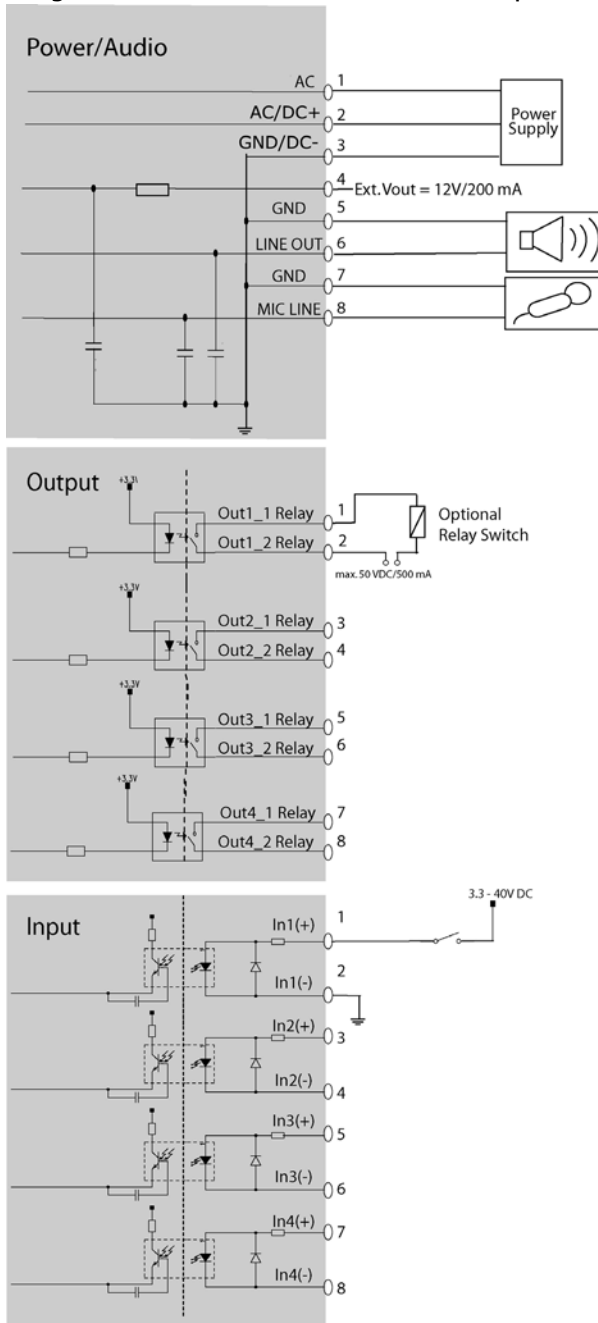 Power/Audio
AC 1
AC/DC+ 2
GND/DC- 3
Power
Supply
4 Ext.Vout = 12V/200 mA
GND 5
LINE OUT 6
GND 7
MIC LINE 8
Output
Out1_1 Relay 1
Out1_2 Relay 2
Optional
Relay Switch
max. 50 VDC/500 mA
+3.3V
Out2_1 Relay 3
Out2_2 Relay 4
+3.3V
Out3_1 Relay 5
Out3_2 Relay 6
+3.3V
Out4_1 Relay 7
Out4_2 Relay 8
Input
3.3 - 40V DC
In1(+) 1
In1(-) 2
In2(+) 3
In2(-) 4
In3(+) 5
In3(-) 6
In4(+) 7
In4(-) 8